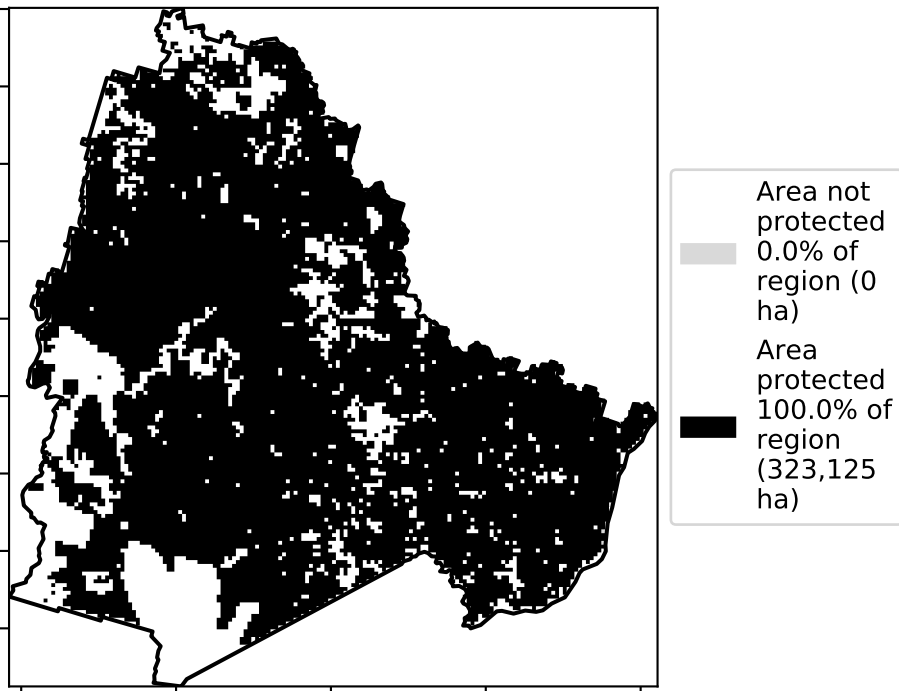 Area not
protected
0.0% of
region (0
ha)
Area
protected
100.0% of
region
(323,125
ha)